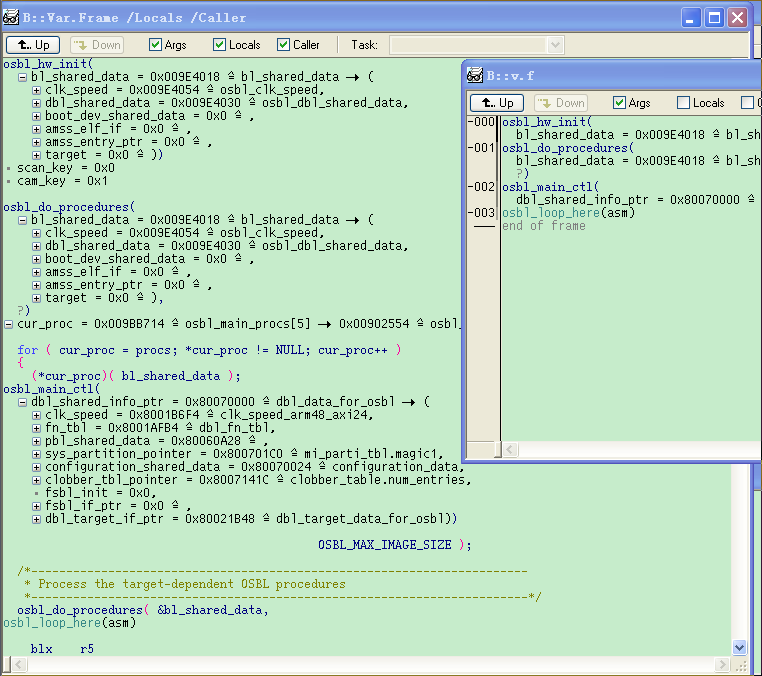 B::Var.Frame /Locals /Caller
Up Down Args Locals Caller Task:
osbl_hw_init(
bl_shared_data = 0x009E4018 ≙ bl_shared_data → (
clk_speed = 0x009E4054 ≙ osbl_clk_speed,
dbl_shared_data = 0x009E4030 ≙ osbl_dbl_shared_data,
boot_dev_shared_data = 0x0 ≙ ,
amss_elf_if = 0x0 ≙ ,
amss_entry_ptr = 0x0 ≙ ,
target = 0x0 ≙ ))
scan_key = 0x0
cam_key = 0x1
osbl_do_procedures(
bl_shared_data = 0x009E4018 ≙ bl_shared_data → (
clk_speed = 0x009E4054 ≙ osbl_clk_speed,
dbl_shared_data = 0x009E4030 ≙ osbl_dbl_shared_data,
boot_dev_shared_data = 0x0 ≙ ,
amss_elf_if = 0x0 ≙ ,
amss_entry_ptr = 0x0 ≙ ,
target = 0x0 ≙ ),
?)
cur_proc = 0x009BB714 ≙ osbl_main_procs[5] → 0x00902554 ≙ osbl_
for ( cur_proc = procs; *cur_proc != NULL; cur_proc++ )
{
(*cur_proc)( bl_shared_data );
osbl_main_ctl(
dbl_shared_info_ptr = 0x80070000 ≙ dbl_data_for_osbl → (
clk_speed = 0x8001B6F4 ≙ clk_speed_arm48_axi24,
fn_tbl = 0x8001AFB4 ≙ dbl_fn_tbl,
pbl_shared_data = 0x80060A28 ≙ ,
sys_partition_pointer = 0x800701C0 ≙ mi_parti_tbl.magic1,
configuration_shared_data = 0x80070024 ≙ configuration_data,
clobber_tbl_pointer = 0x8007141C ≙ clobber_table.num_entries,
fsbl_init = 0x0,
fsbl_if_ptr = 0x0 ≙ ,
dbl_target_if_ptr = 0x80021B48 ≙ dbl_target_data_for_osbl))
OSBL_MAX_IMAGE_SIZE );
/*-----------------------------------------------------------------------
* Process the target-dependent OSBL procedures
*-----------------------------------------------------------------------*/
osbl_do_procedures( &bl_shared_data,
osbl_loop_here(asm)
blx r5
B::v.f
Up Down Args Locals
-000 osbl_hw_init(
bl_shared_data = 0x009E4018 ≙ bl_sh
-001 osbl_do_procedures(
bl_shared_data = 0x009E4018 ≙ bl_sh
?)
-002 osbl_main_ctl(
dbl_shared_info_ptr = 0x80070000 ≙
-003 osbl_loop_here(asm)
end of frame